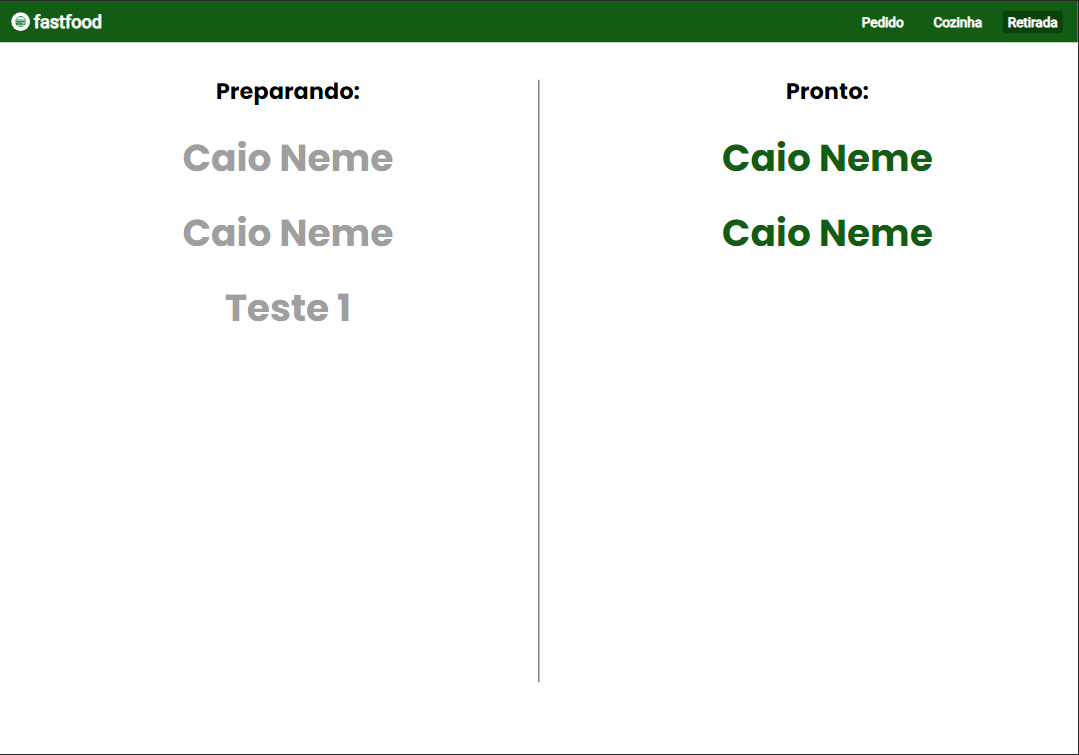 fastfood
Pedido
Cozinha
Retirada
Preparando:
Caio Neme
Caio Neme
Teste 1
Pronto:
Caio Neme
Caio Neme